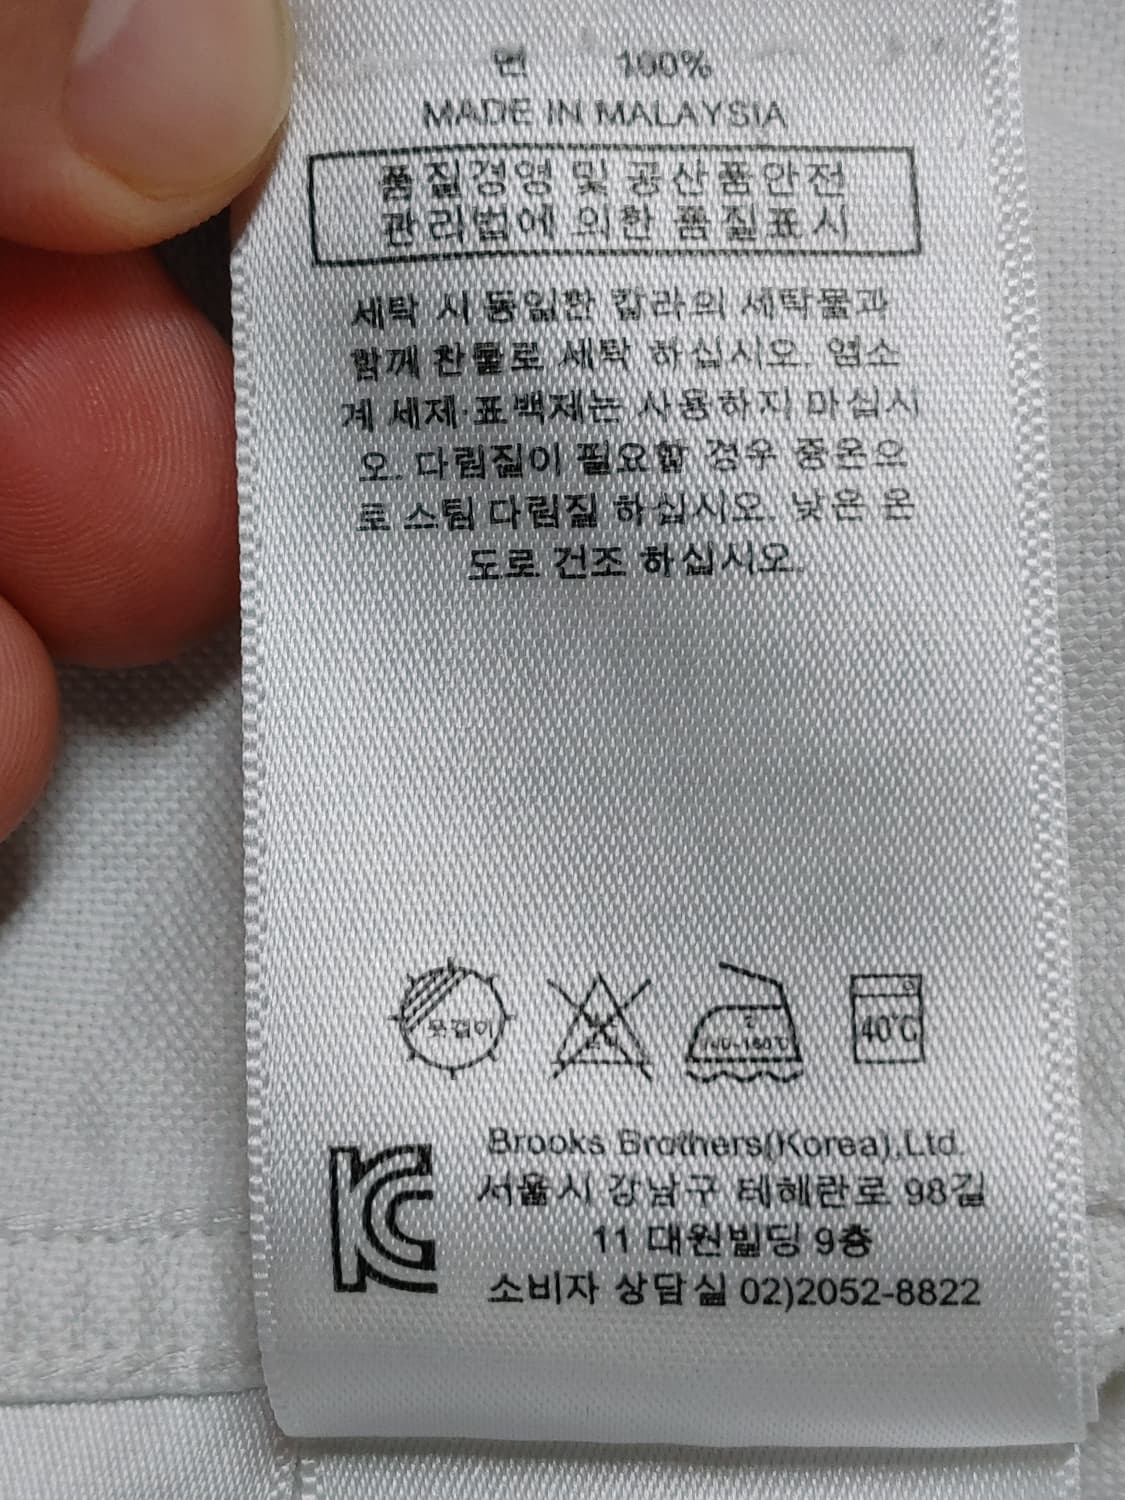 면 100%
MADE IN MALAYSIA
품질경영 및 공산품안전
관리법에 의한 품질표시
세탁 시 동일한 칼라의 세탁물과
함께 찬물로 세탁 하십시오. 염소
계 세제·표백제는 사용하지 마십시
오. 다림질이 필요할 경우 중온으
로 스팀 다림질 하십시오. 낮은 온
도로 건조 하십시오.
옷걸이 2 140~160℃ 40℃
KC
Brooks Brothers(Korea),Ltd.
서울시 강남구 테헤란로 98길
11 대원빌딩 9층
소비자 상담실 02)2052-8822